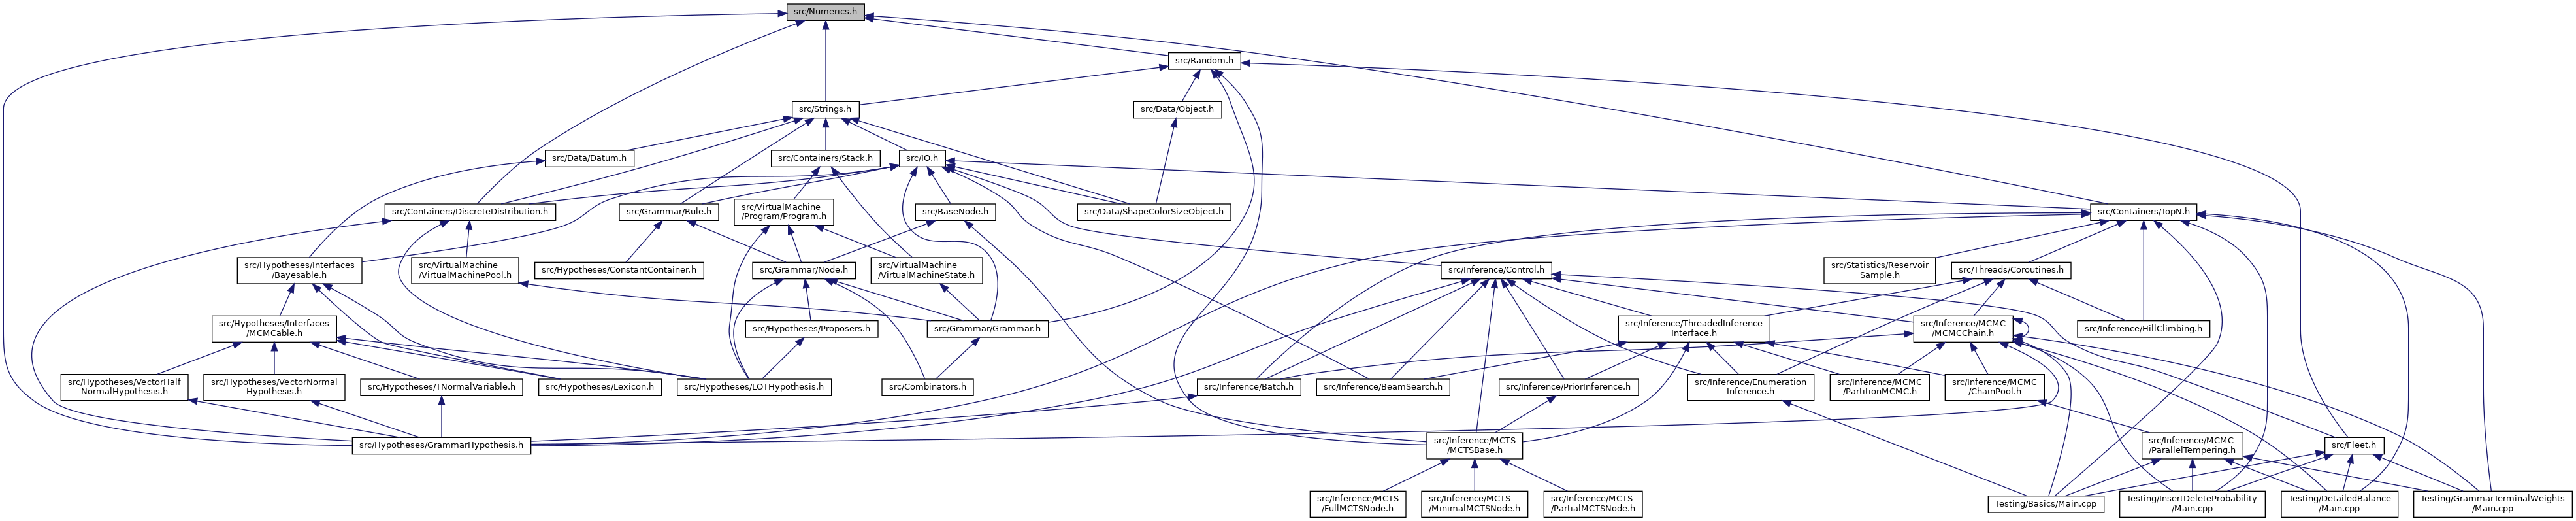 src/Numerics.h
src/Random.h
src/Strings.h
src/Data/Object.h
src/Data/Datum.h
src/Containers/Stack.h
src/IO.h
src/Containers/DiscreteDistribution.h
src/Grammar/Rule.h
src/VirtualMachine
/Program/Program.h
src/BaseNode.h
src/Data/ShapeColorSizeObject.h
src/Containers/TopN.h
src/Hypotheses/Interfaces
/Bayesable.h
src/VirtualMachine
/VirtualMachinePool.h
src/Hypotheses/ConstantContainer.h
src/Grammar/Node.h
src/VirtualMachine
/VirtualMachineState.h
src/Inference/Control.h
src/Statistics/Reservoir
Sample.h
src/Threads/Coroutines.h
src/Hypotheses/Interfaces
/MCMCable.h
src/Hypotheses/Proposers.h
src/Grammar/Grammar.h
src/Inference/ThreadedInference
Interface.h
src/Inference/MCMC
/MCMCChain.h
src/Inference/HillClimbing.h
src/Hypotheses/VectorHalf
NormalHypothesis.h
src/Hypotheses/VectorNormal
Hypothesis.h
src/Hypotheses/TNormalVariable.h
src/Hypotheses/Lexicon.h
src/Hypotheses/LOTHypothesis.h
src/Combinators.h
src/Inference/Batch.h
src/Inference/BeamSearch.h
src/Inference/PriorInference.h
src/Inference/Enumeration
Inference.h
src/Inference/MCMC
/PartitionMCMC.h
src/Inference/MCMC
/ChainPool.h
src/Hypotheses/GrammarHypothesis.h
src/Inference/MCTS
/MCTSBase.h
src/Inference/MCMC
/ParallelTempering.h
src/Fleet.h
src/Inference/MCTS
/FullMCTSNode.h
src/Inference/MCTS
/MinimalMCTSNode.h
src/Inference/MCTS
/PartialMCTSNode.h
Testing/Basics/Main.cpp
Testing/InsertDeleteProbability
/Main.cpp
Testing/DetailedBalance
/Main.cpp
Testing/GrammarTerminalWeights
/Main.cpp